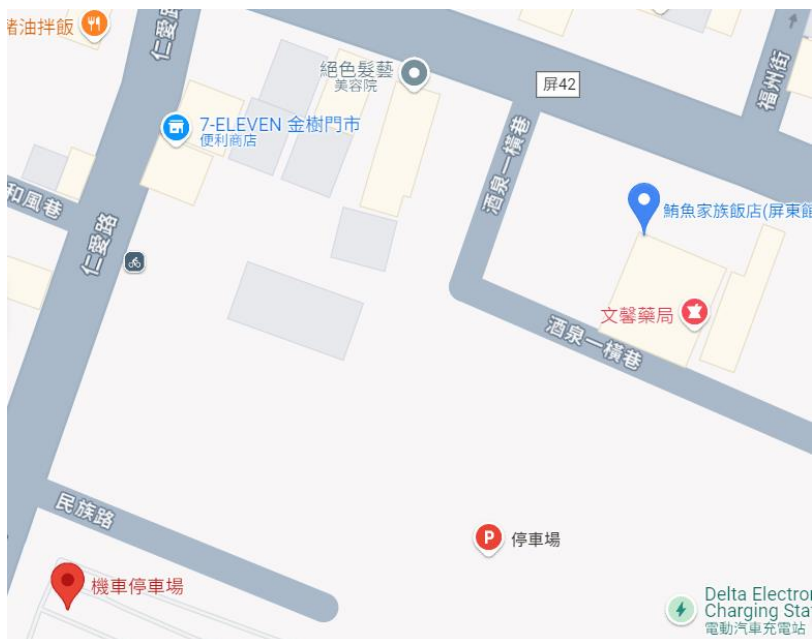 豬油拌飯
仁愛路
絕色髮藝
美容院
屏42
福州街
7-ELEVEN 金樹門市
便利商店
酒泉一橫巷
和風巷
仁愛路
鮪魚家族飯店(屏東館
文馨藥局
酒泉一橫巷
民族路
P
停車場
機車停車場
Delta Electron
Charging Sta
電動汽車充電站